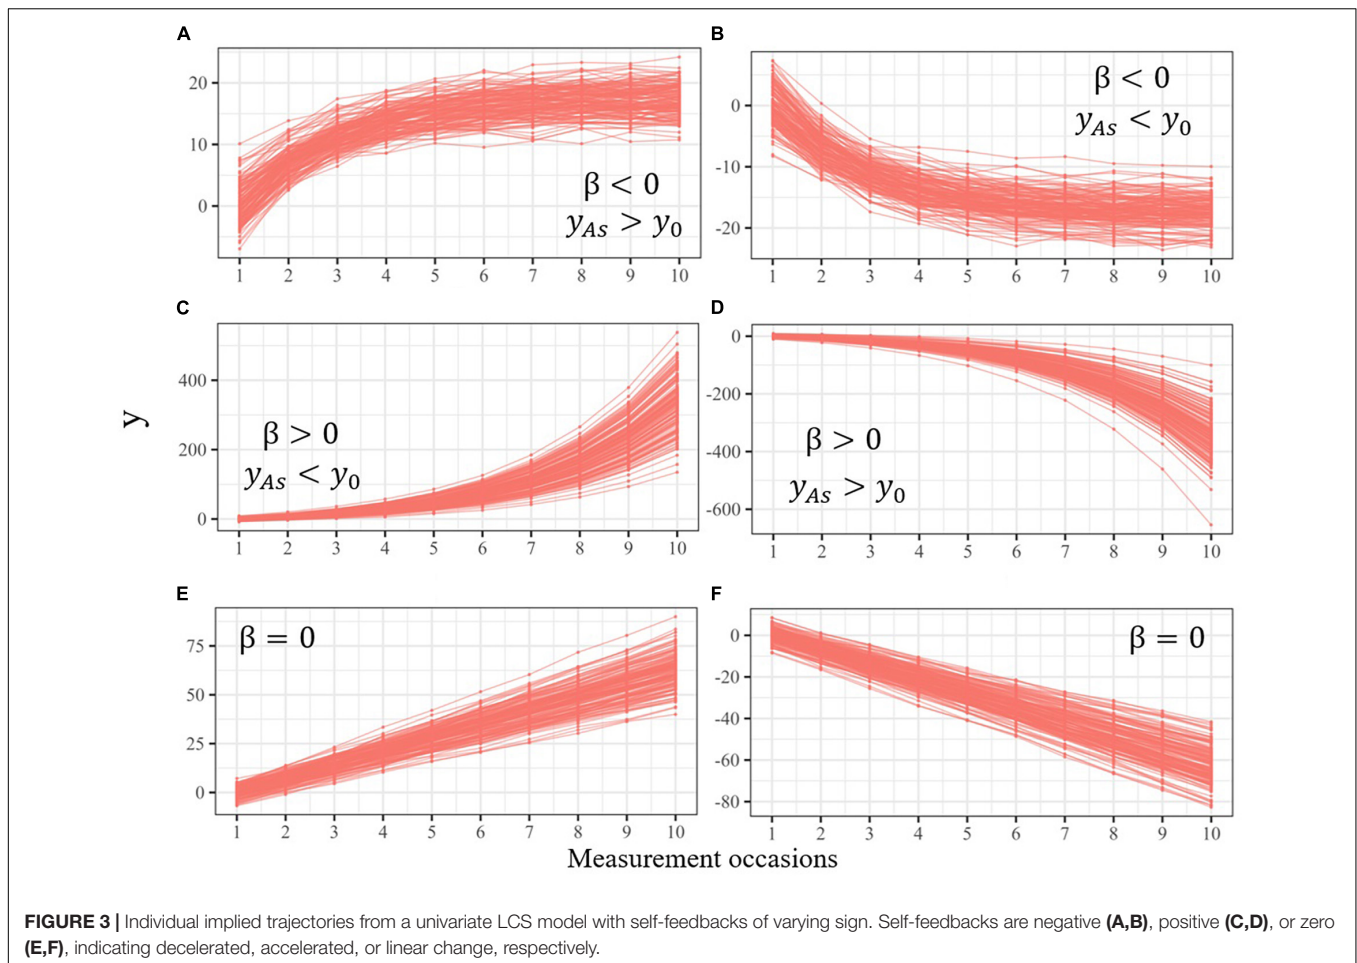 A
20
10
0
β < 0
y_As > y_0
1 2 3 4 5 6 7 8 9 10
B
0
-10
-20
β < 0
y_As < y_0
1 2 3 4 5 6 7 8 9 10
C
400
200
0
β > 0
y_As < y_0
1 2 3 4 5 6 7 8 9 10
D
0
-200
-400
-600
β > 0
y_As > y_0
1 2 3 4 5 6 7 8 9 10
y
E
75
50
25
0
β = 0
1 2 3 4 5 6 7 8 9 10
F
0
-20
-40
-60
-80
β = 0
1 2 3 4 5 6 7 8 9 10
Measurement occasions
FIGURE 3 | Individual implied trajectories from a univariate LCS model with self-feedbacks of varying sign. Self-feedbacks are negative (A,B), positive (C,D), or zero
(E,F), indicating decelerated, accelerated, or linear change, respectively.